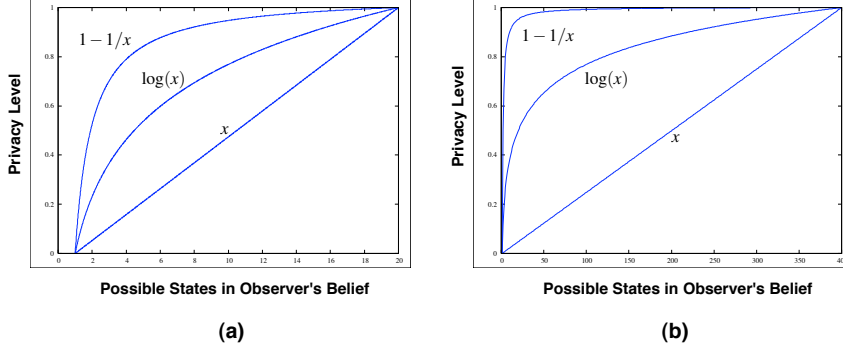 1
0.8
0.6
0.4
0.2
0
0 2 4 6 8 10 12 14 16 18 20
1 − 1/x
log(x)
x
Privacy Level
Possible States in Observer's Belief
(a)
1
0.8
0.6
0.4
0.2
0
0 50 100 150 200 250 300 350 40
1 − 1/x
log(x)
x
Privacy Level
Possible States in Observer's Belief
(b)